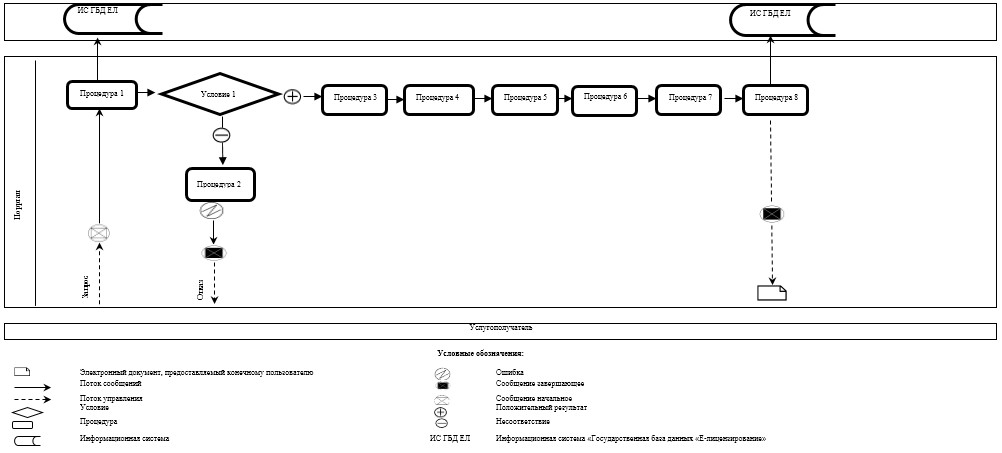 ИС ГБД ЕЛ
ИС ГБД ЕЛ
Процедура 1
Условие 1
Процедура 3
Процедура 4
Процедура 5
Процедура 6
Процедура 7
Процедура 8
Процедура 2
Портал
Запрос
Отказ
Услугополучатель
Условные обозначения:
Электронный документ, предоставляемый конечному пользователю
Поток сообщений
Поток управления
Условие
Процедура
Информационная система
Ошибка
Сообщение завершающее
Сообщение начальное
Положительный результат
Несоответствие
ИС ГБД ЕЛ
Информационная система «Государственная база данных «Е-лицензирование»